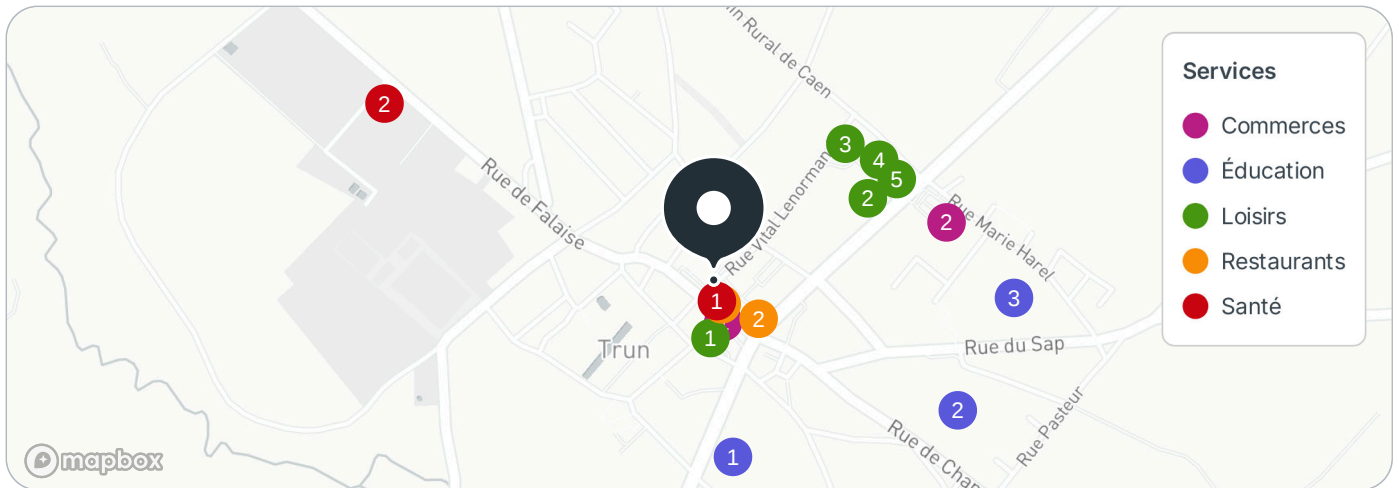 in Rural de Caen
Services
Commerces
Éducation
Loisirs
Restaurants
Santé
2
3
4
5
2
Rue de Falaise
Rue Vital Lenorman
2
Rue Marie Harel
1
2
1
3
Trun
Rue du Sap
2
Rue Pasteur
Rue de Cha
1
mapbox